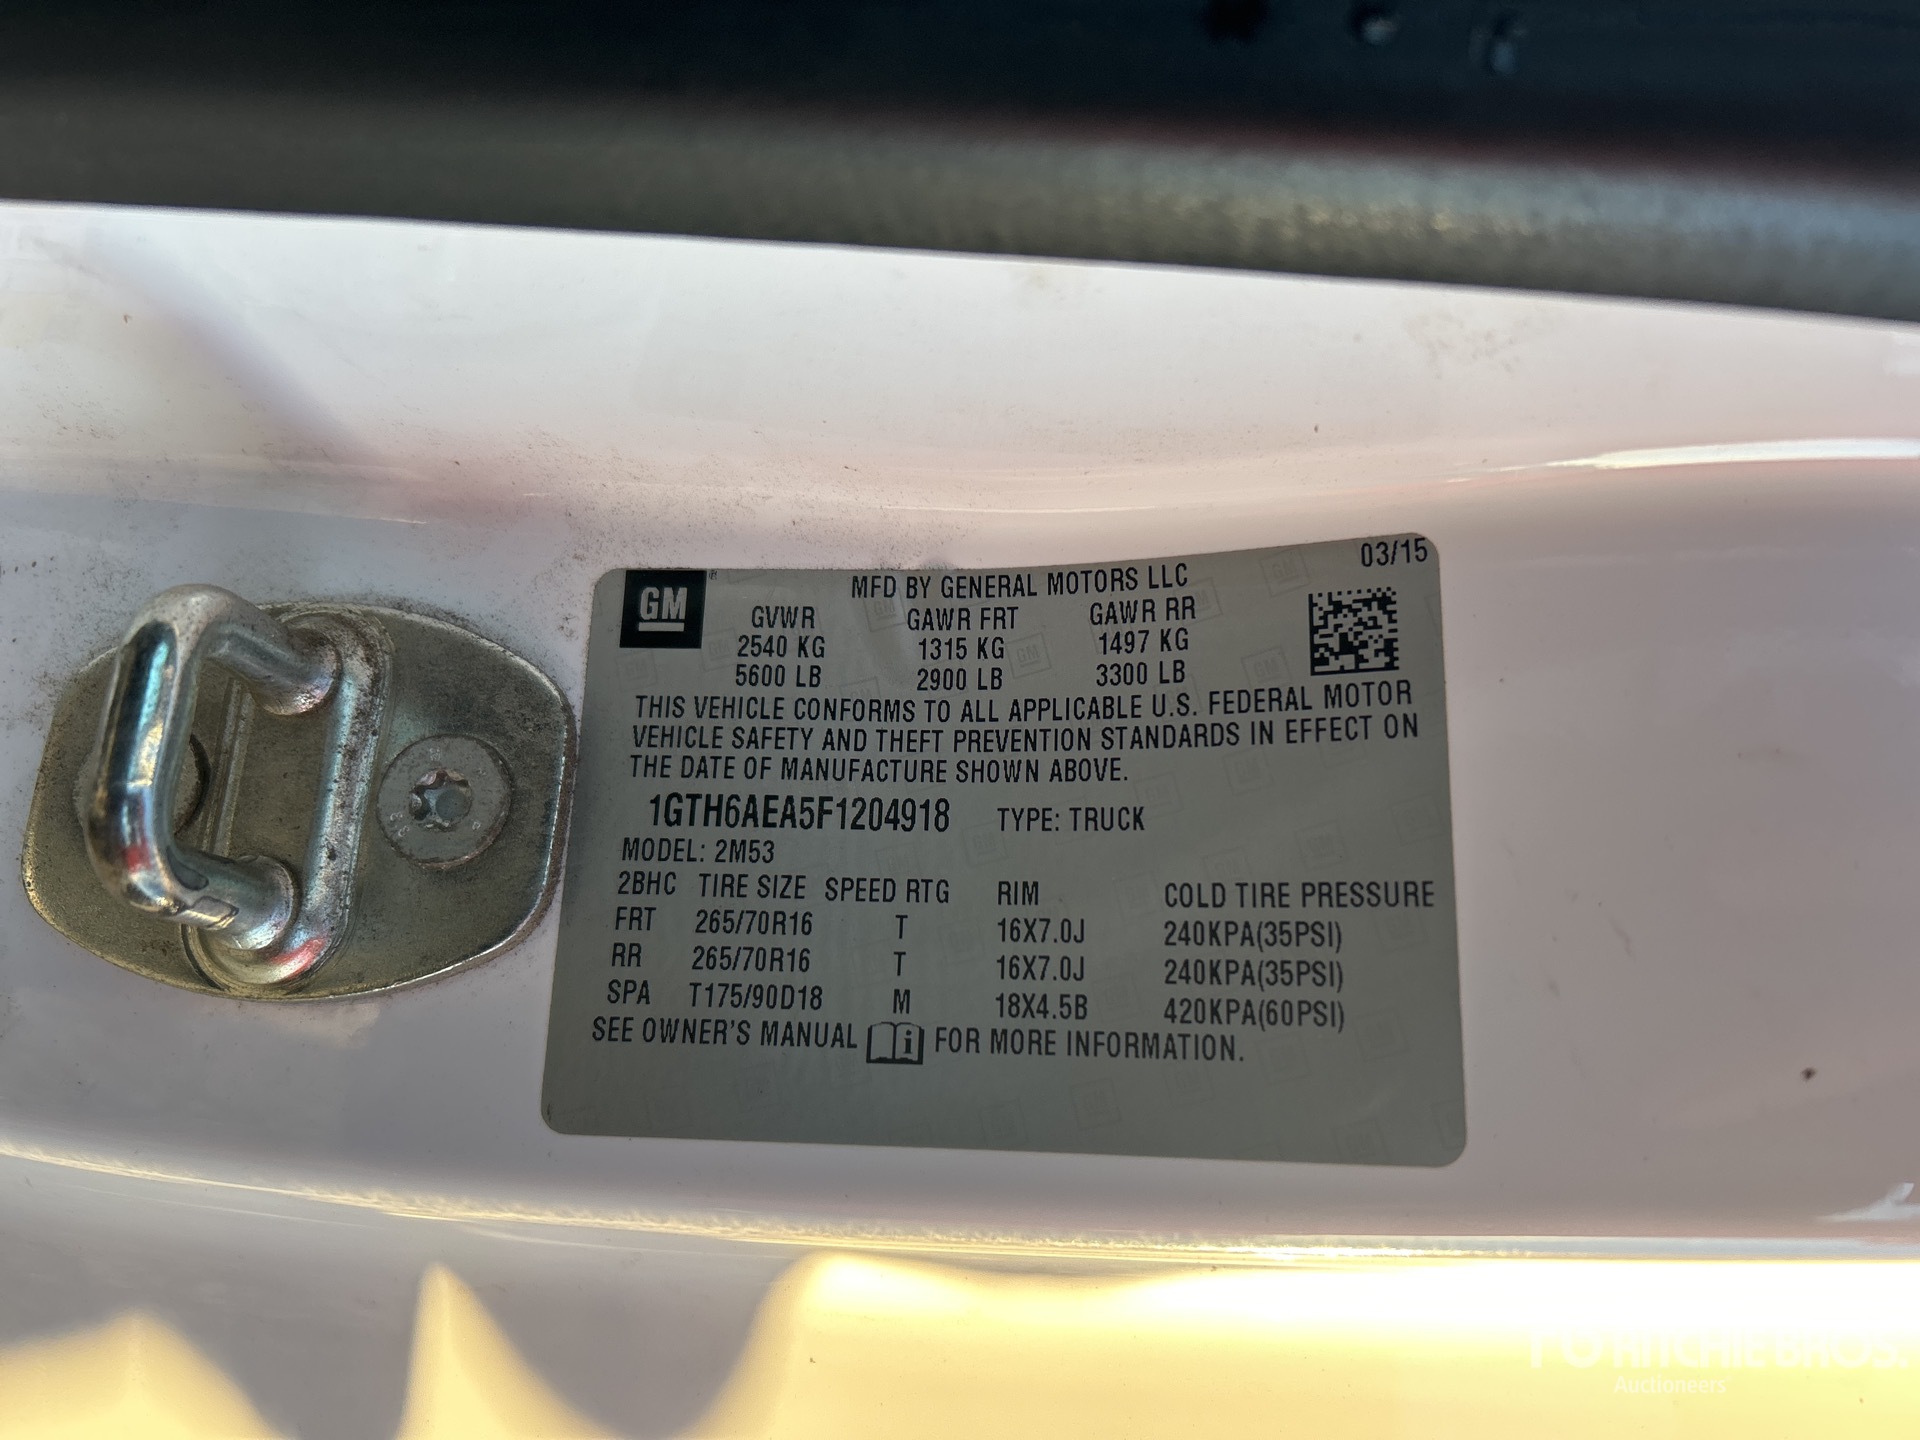 GM
MFD BY GENERAL MOTORS LLC 03/15
GVWR GAWR FRT GAWR RR
2540 KG 1315 KG 1497 KG
5600 LB 2900 LB 3300 LB
THIS VEHICLE CONFORMS TO ALL APPLICABLE U.S. FEDERAL MOTOR
VEHICLE SAFETY AND THEFT PREVENTION STANDARDS IN EFFECT ON
THE DATE OF MANUFACTURE SHOWN ABOVE.
1GTH6AEA5F1204918 TYPE: TRUCK
MODEL: 2M53
2BHC TIRE SIZE SPEED RTG RIM COLD TIRE PRESSURE
FRT 265/70R16 T 16X7.0J 240KPA(35PSI)
RR 265/70R16 T 16X7.0J 240KPA(35PSI)
SPA T175/90D18 M 18X4.5B 420KPA(60PSI)
SEE OWNER'S MANUAL i FOR MORE INFORMATION.
RITCHIE BROS.
Auctioneers